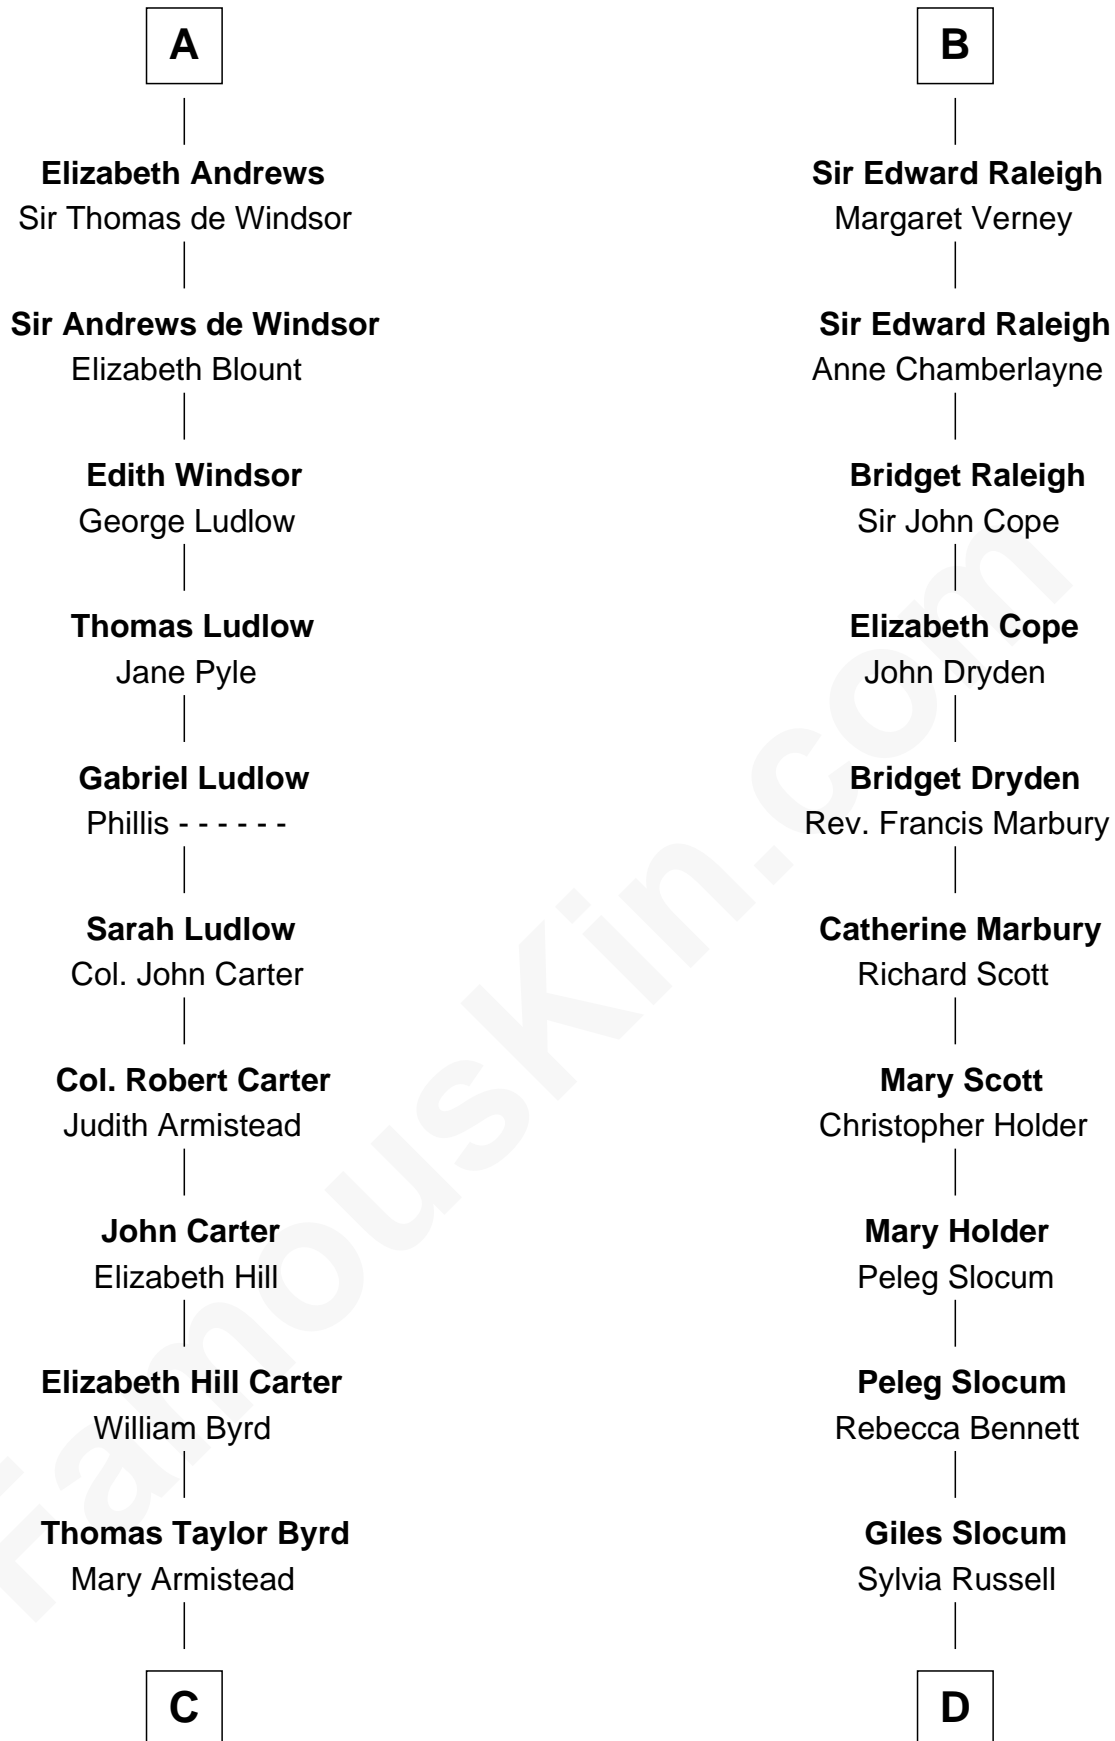 A
Elizabeth Andrews
Sir Thomas de Windsor
Sir Andrews de Windsor
Elizabeth Blount
Edith Windsor
George Ludlow
Thomas Ludlow
Jane Pyle
Gabriel Ludlow
Phillis - - - - - -
Sarah Ludlow
Col. John Carter
Col. Robert Carter
Judith Armistead
John Carter
Elizabeth Hill
Elizabeth Hill Carter
William Byrd
Thomas Taylor Byrd
Mary Armistead
C
B
Sir Edward Raleigh
Margaret Verney
Sir Edward Raleigh
Anne Chamberlayne
Bridget Raleigh
Sir John Cope
Elizabeth Cope
John Dryden
Bridget Dryden
Rev. Francis Marbury
Catherine Marbury
Richard Scott
Mary Scott
Christopher Holder
Mary Holder
Peleg Slocum
Peleg Slocum
Rebecca Bennett
Giles Slocum
Sylvia Russell
D
FamousKin.com